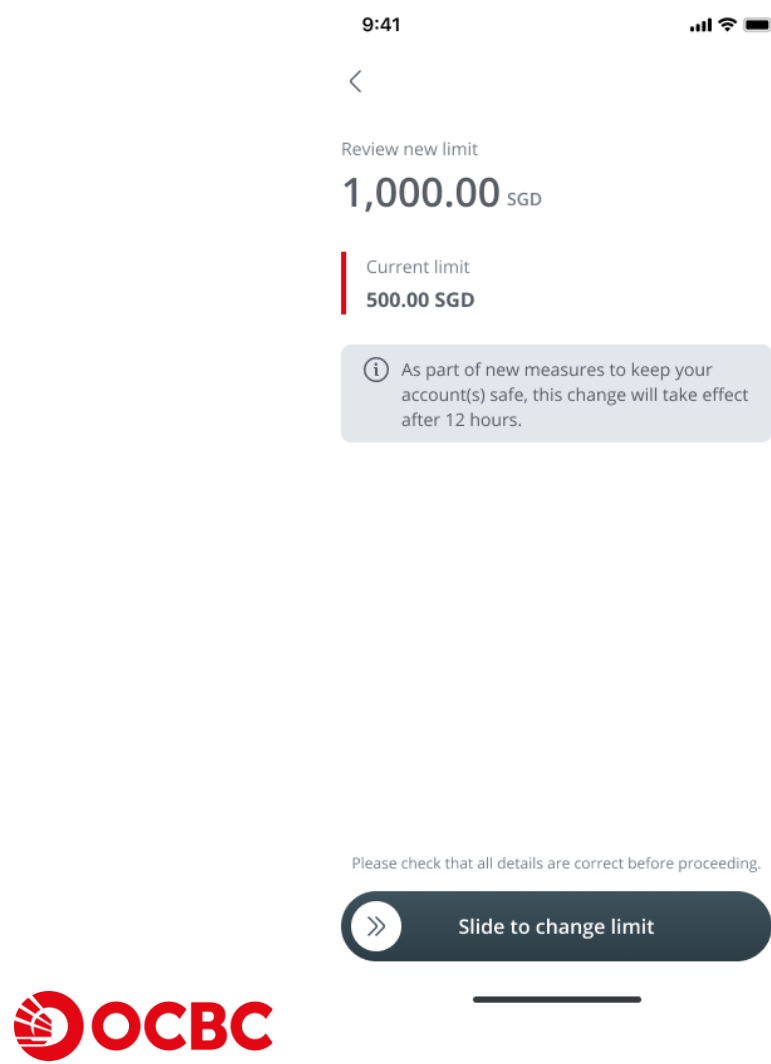 9:41
Review new limit
1,000.00 SGD
Current limit
500.00 SGD
As part of new measures to keep your
account(s) safe, this change will take effect
after 12 hours.
Please check that all details are correct before proceeding.
Slide to change limit
OCBC